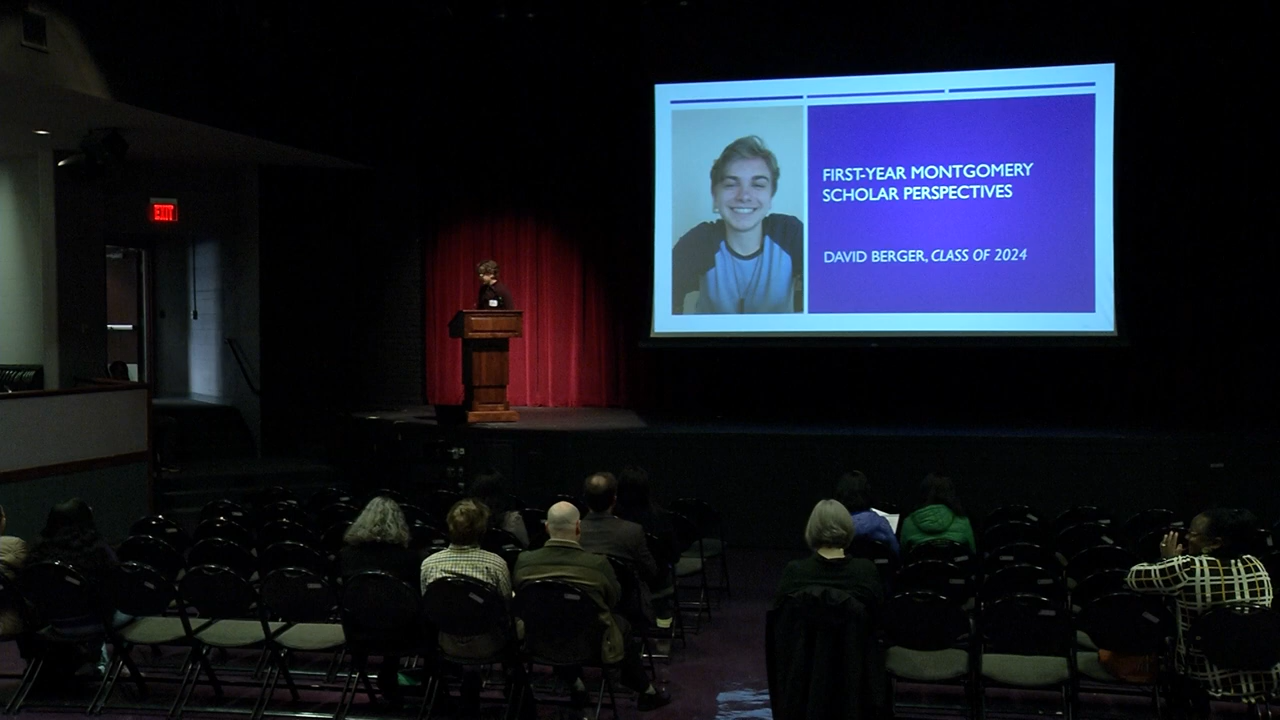 EXIT
FIRST-YEAR MONTGOMERY
SCHOLAR PERSPECTIVES
DAVID BERGER, CLASS OF 2024